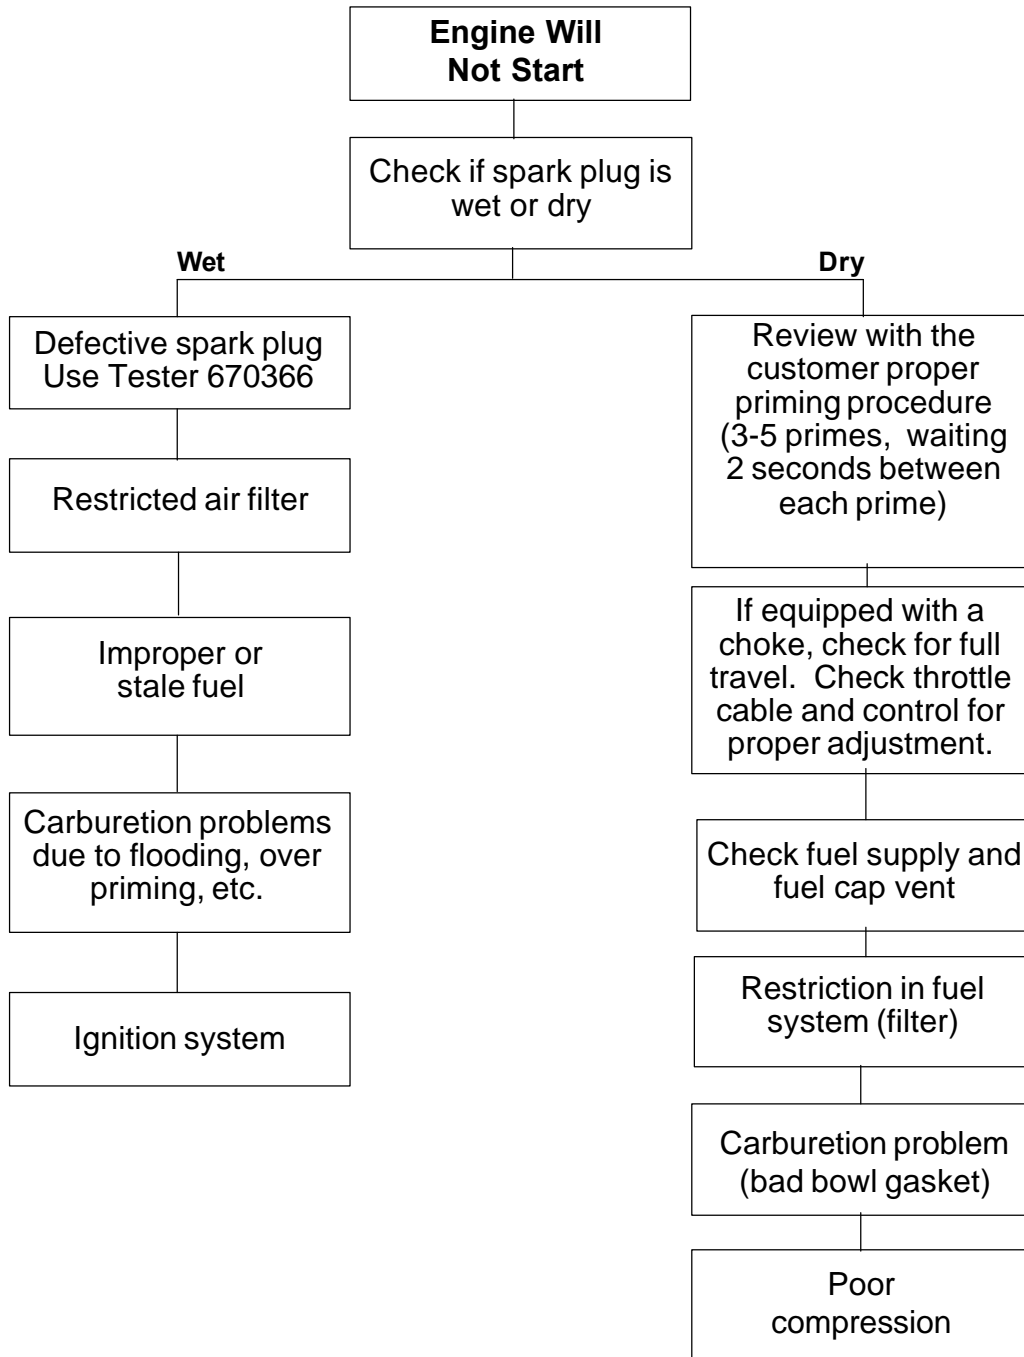 Engine Will
Not Start
Check if spark plug is
wet or dry
Wet
Dry
Defective spark plug
Use Tester 670366
Restricted air filter
Improper or
stale fuel
Carburetion problems
due to flooding, over
priming, etc.
Ignition system
Review with the
customer proper
priming procedure
(3-5 primes, waiting
2 seconds between
each prime)
If equipped with a
choke, check for full
travel. Check throttle
cable and control for
proper adjustment.
Check fuel supply and
fuel cap vent
Restriction in fuel
system (filter)
Carburetion problem
(bad bowl gasket)
Poor
compression